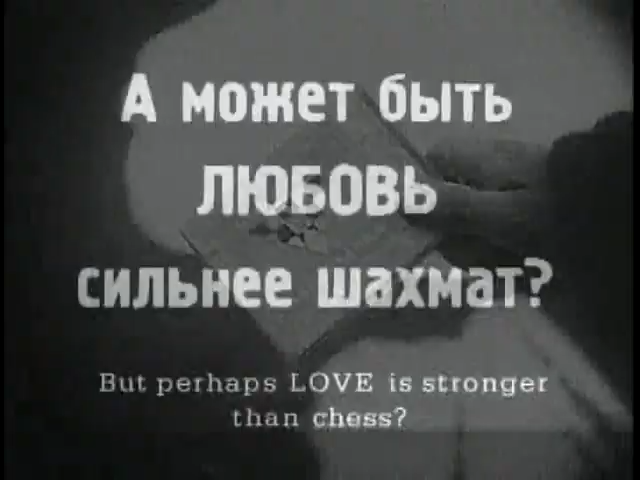 А может быть
ЛЮБОВЬ
сильнее шахмат?
But perhaps LOVE is stronger
than chess?